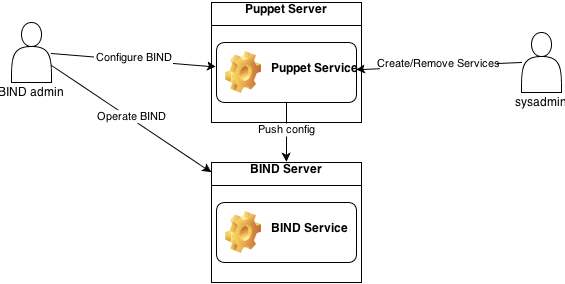 Puppet Server
Configure BIND
Puppet Service
Create/Remove Services
BIND admin
sysadmin
Operate BIND
Push config
BIND Server
BIND Service